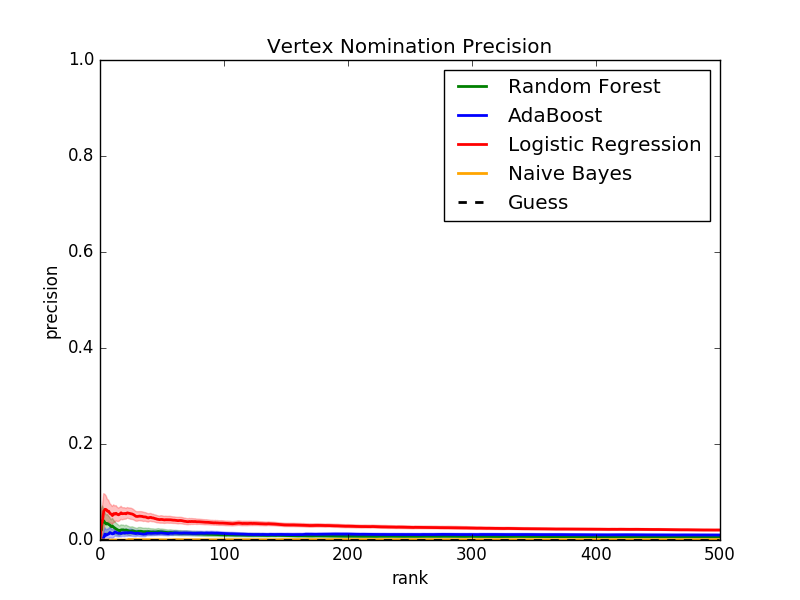 Vertex Nomination Precision
1.0
0.8
0.6
0.4
0.2
0.0
precision
Random Forest
AdaBoost
Logistic Regression
Naive Bayes
Guess
0 100 200 300 400 500
rank